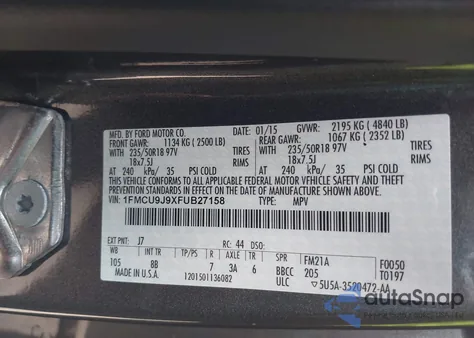 MFD. BY FORD MOTOR CO.
01/15 GVWR: 2195 KG ( 4840 LB)
FRONT GAWR: 1134 KG ( 2500 LB) REAR GAWR: 1067 KG ( 2352 LB)
WITH 235/50R18 97V TIRES WITH 235/50R18 97V TIRES
18x7.5J RIMS 18x7.5J RIMS
AT 240 kPa/ 35 PSI COLD AT 240 kPa/ 35 PSI COLD
THIS VEHICLE CONFORMS TO ALL APPLICABLE FEDERAL MOTOR VEHICLE
SAFETY AND THEFT PREVENTION STANDARDS IN EFFECT ON THE DATE OF
MANUFACTURE SHOWN ABOVE.
VIN: 1FMCU9J9XFUB27158 TYPE: MPV
EXT PNT: J7 RC: 44 DSO:
WB BRK INT TR TP/PS R AXLE TR SPR FM21A F0050
105 8B 7 3A 6 BBCC 205 T0197
MADE IN U.S.A. 1201501136082 ULC 5U5A-3520472-AA
autoSnap